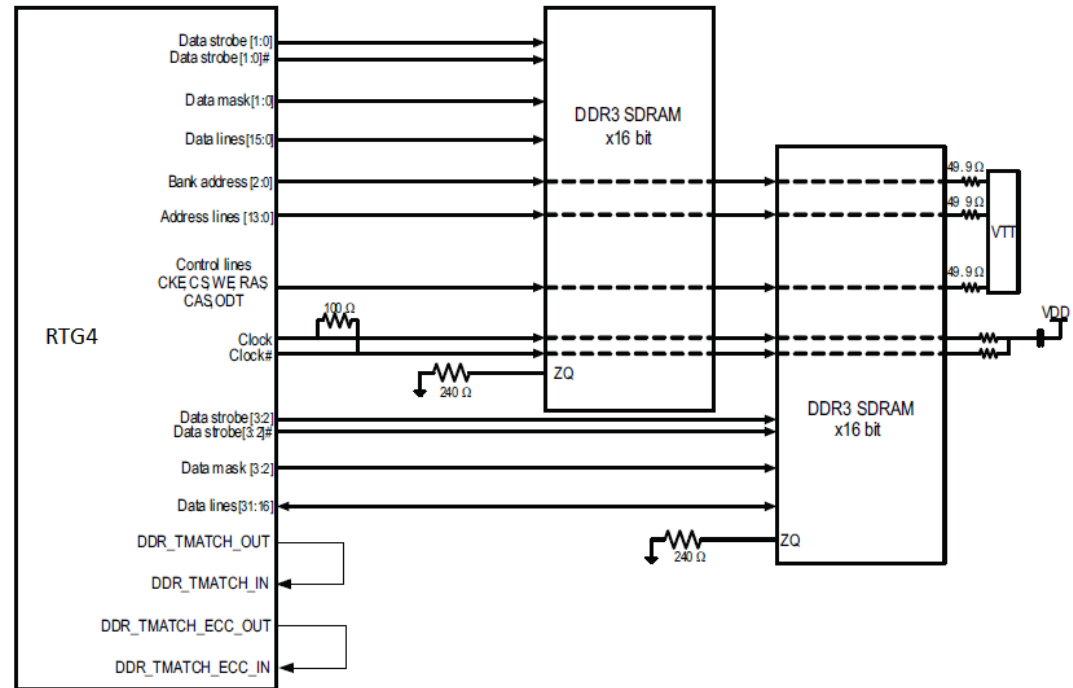 RTG4
Data strobe [1:0]
Data strobe[1:0]#
Data mask[1:0]
Data lines[15:0]
Bank address [2:0]
Address lines [13:0]
Control lines
CKE,CS,WE, RAS
CAS,ODT
100 Ω
Clock
Clock#
240 Ω
ZQ
DDR3 SDRAM
x16 bit
Data strobe [3:2]
Data strobe[3:2]#
Data mask [3:2]
Data lines[31:16]
DDR_TMATCH_OUT
DDR_TMATCH_IN
DDR_TMATCH_ECC_OUT
DDR_TMATCH_ECC_IN
DDR3 SDRAM
x16 bit
ZQ
240 Ω
49.9Ω
49 9Ω
49.9Ω
VTT
VDD